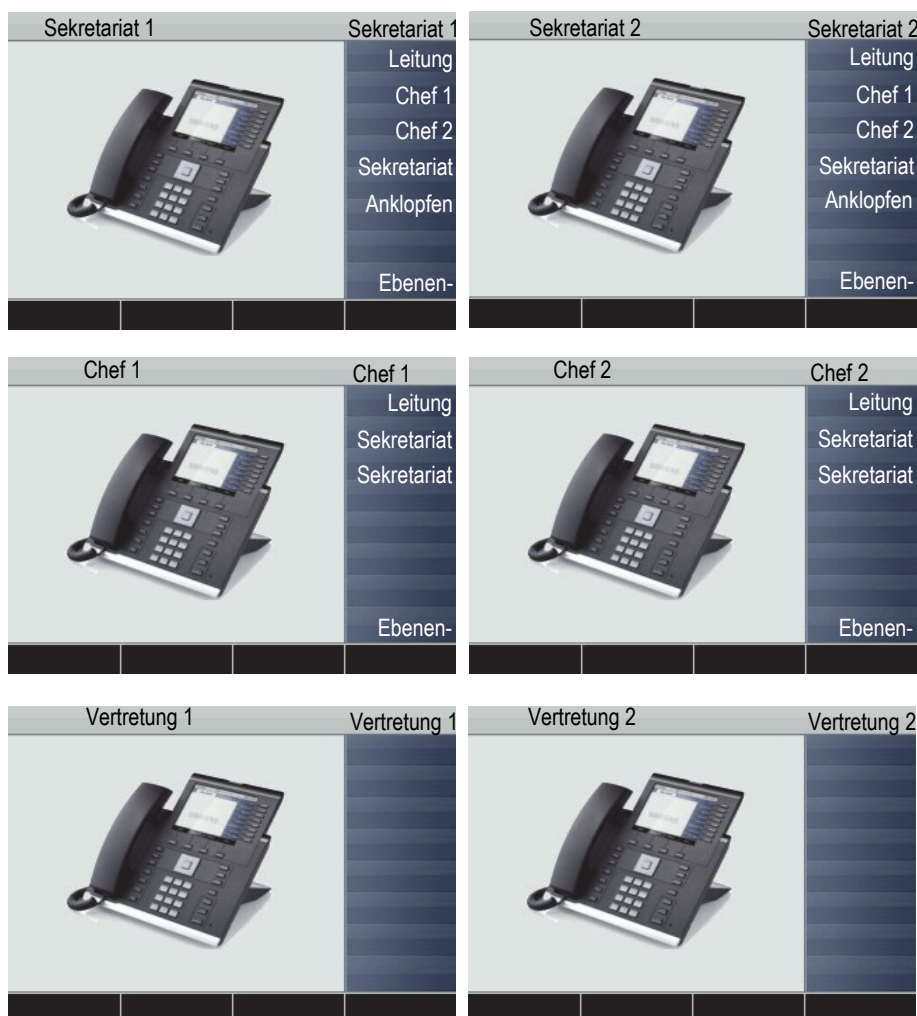 Sekretariat 1
Sekretariat 1
Leitung
Chef 1
Chef 2
Sekretariat
Anklopfen
Ebenen-
Sekretariat 2
Sekretariat 2
Leitung
Chef 1
Chef 2
Sekretariat
Anklopfen
Ebenen-
Chef 1
Chef 1
Leitung
Sekretariat
Sekretariat
Ebenen-
Chef 2
Chef 2
Leitung
Sekretariat
Sekretariat
Ebenen-
Vertretung 1
Vertretung 1
Vertretung 2
Vertretung 2